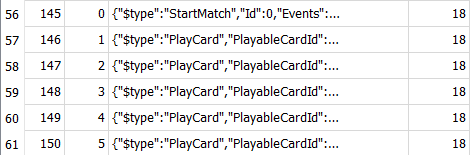 56 145 0 {"$type":"StartMatch","Id":0,"Events":... 18
57 146 1 {"$type":"PlayCard","PlayableCardId":... 18
58 147 2 {"$type":"PlayCard","PlayableCardId":... 18
59 148 3 {"$type":"PlayCard","PlayableCardId":... 18
60 149 4 {"$type":"PlayCard","PlayableCardId":... 18
61 150 5 {"$type":"PlayCard","PlayableCardId":... 18